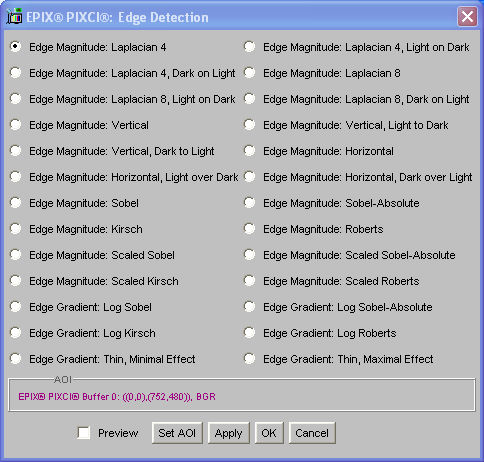 EPIX® PIXCI®: Edge Detection
Edge Magnitude: Laplacian 4
Edge Magnitude: Laplacian 4, Light on Dark
Edge Magnitude: Laplacian 4, Dark on Light
Edge Magnitude: Laplacian 8
Edge Magnitude: Laplacian 8, Light on Dark
Edge Magnitude: Laplacian 8, Dark on Light
Edge Magnitude: Vertical
Edge Magnitude: Vertical, Light to Dark
Edge Magnitude: Vertical, Dark to Light
Edge Magnitude: Horizontal
Edge Magnitude: Horizontal, Light over Dark
Edge Magnitude: Horizontal, Dark over Light
Edge Magnitude: Sobel
Edge Magnitude: Sobel-Absolute
Edge Magnitude: Kirsch
Edge Magnitude: Roberts
Edge Magnitude: Scaled Sobel
Edge Magnitude: Scaled Sobel-Absolute
Edge Magnitude: Scaled Kirsch
Edge Magnitude: Scaled Roberts
Edge Gradient: Log Sobel
Edge Gradient: Log Sobel-Absolute
Edge Gradient: Log Kirsch
Edge Gradient: Log Roberts
Edge Gradient: Thin, Minimal Effect
Edge Gradient: Thin, Maximal Effect
AOI
EPIX® PIXCI® Buffer 0: ((0,0),(752,480)), BGR
Preview
Set AOI
Apply
OK
Cancel